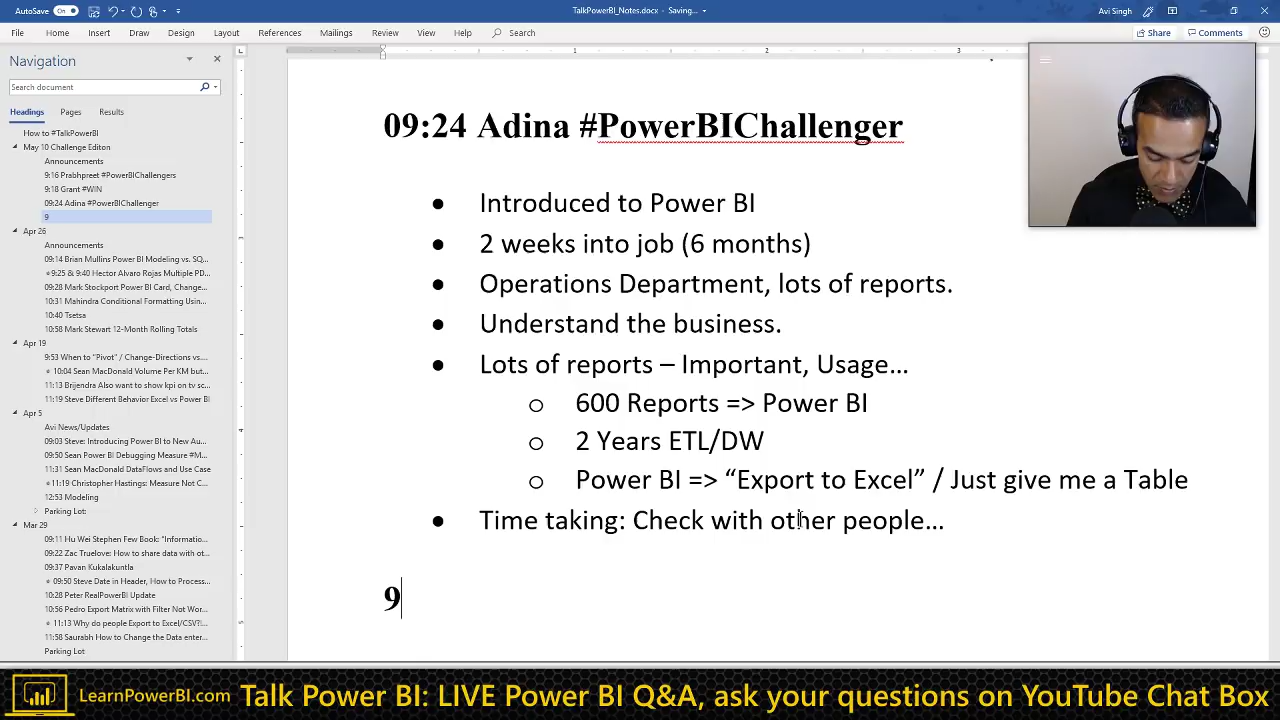 AutoSave On
TalkPowerBI_Notes.docx - Saving...
Avi Singh
File Home Insert Draw Design Layout References Mailings Review View Help Search
Share Comments
Navigation
Search document
Headings Pages Results
How to #TalkPowerBI
May 10 Challenge Editon
Announcements
9:16 Prabhpreet #PowerBIChallengers
9:18 Grant #WIN
09:24 Adina #PowerBIChallenger
9
Apr 26
Announcements
09:14 Brian Mullins Power BI Modeling vs. SQ...
9:25 & 9:40 Hector Alvaro Rojas Multiple PD...
09:28 Mark Stockport Power BI Card, Change...
10:31 Mahindra Conditional Formatting Usin...
10:40 Tsetsa
10:58 Mark Stewart 12-Month Rolling Totals
Apr 19
9:53 When to "Pivot" / Change-Directions vs....
10:04 Sean MacDonald Volume Per KM but...
11:13 Brijendra Also want to show kpi on tv sc...
11:19 Steve Different Behavior Excel vs Power BI
Apr 5
Avi News/Updates
09:03 Steve: Introducing Power BI to New Au...
09:50 Sean Power BI Debugging Measure #M...
11:31 Sean MacDonald DataFlows and Use Case
11:19 Christopher Hastings: Measure Not C...
12:53 Modeling
Parking Lot:
Mar 29
09:11 Hu Wei Stephen Few Book: "Informatio...
09:22 Zac Truelove: How to share data with ot...
09:37 Pavan Kukalakuntla
09:50 Steve Date in Header, How to Process...
10:28 Peter RealPowerBI Update
10:56 Pedro Export Matrix with Filter Not Wor...
11:13 Why do people Export to Excel/CSV?!...
11:58 Saurabh How to Change the Data enter...
Parking Lot
1 2 3
09:24 Adina #PowerBIChallenger
● Introduced to Power BI
● 2 weeks into job (6 months)
● Operations Department, lots of reports.
● Understand the business.
● Lots of reports – Important, Usage...
o 600 Reports => Power BI
o 2 Years ETL/DW
o Power BI => “Export to Excel” / Just give me a Table
● Time taking: Check with other people...
9
LearnPowerBI.com Talk Power BI: LIVE Power BI Q&A, ask your questions on YouTube Chat Box